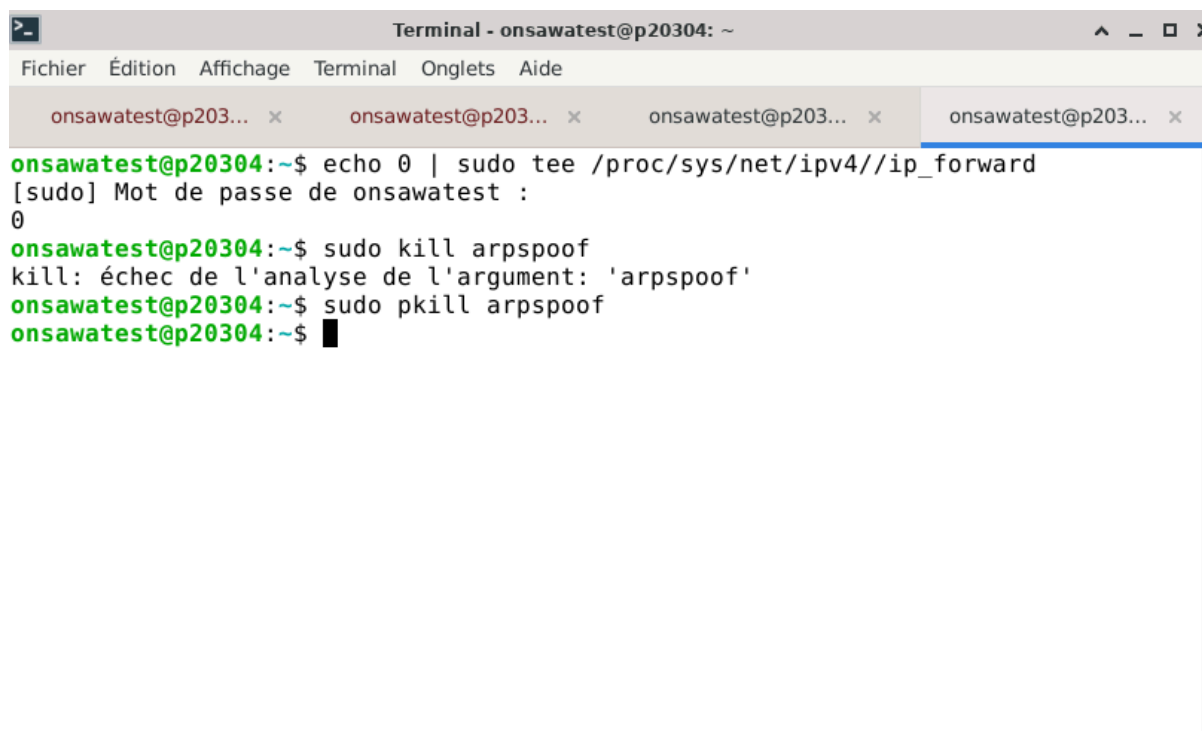 Terminal - onsawatest@p20304: ~
Fichier Édition Affichage Terminal Onglets Aide
onsawatest@p203... × onsawatest@p203... × onsawatest@p203... × onsawatest@p203... ×
onsawatest@p20304:~$ echo 0 | sudo tee /proc/sys/net/ipv4//ip_forward
[sudo] Mot de passe de onsawatest :
0
onsawatest@p20304:~$ sudo kill arpspoof
kill: échec de l'analyse de l'argument: 'arpspoof'
onsawatest@p20304:~$ sudo pkill arpspoof
onsawatest@p20304:~$